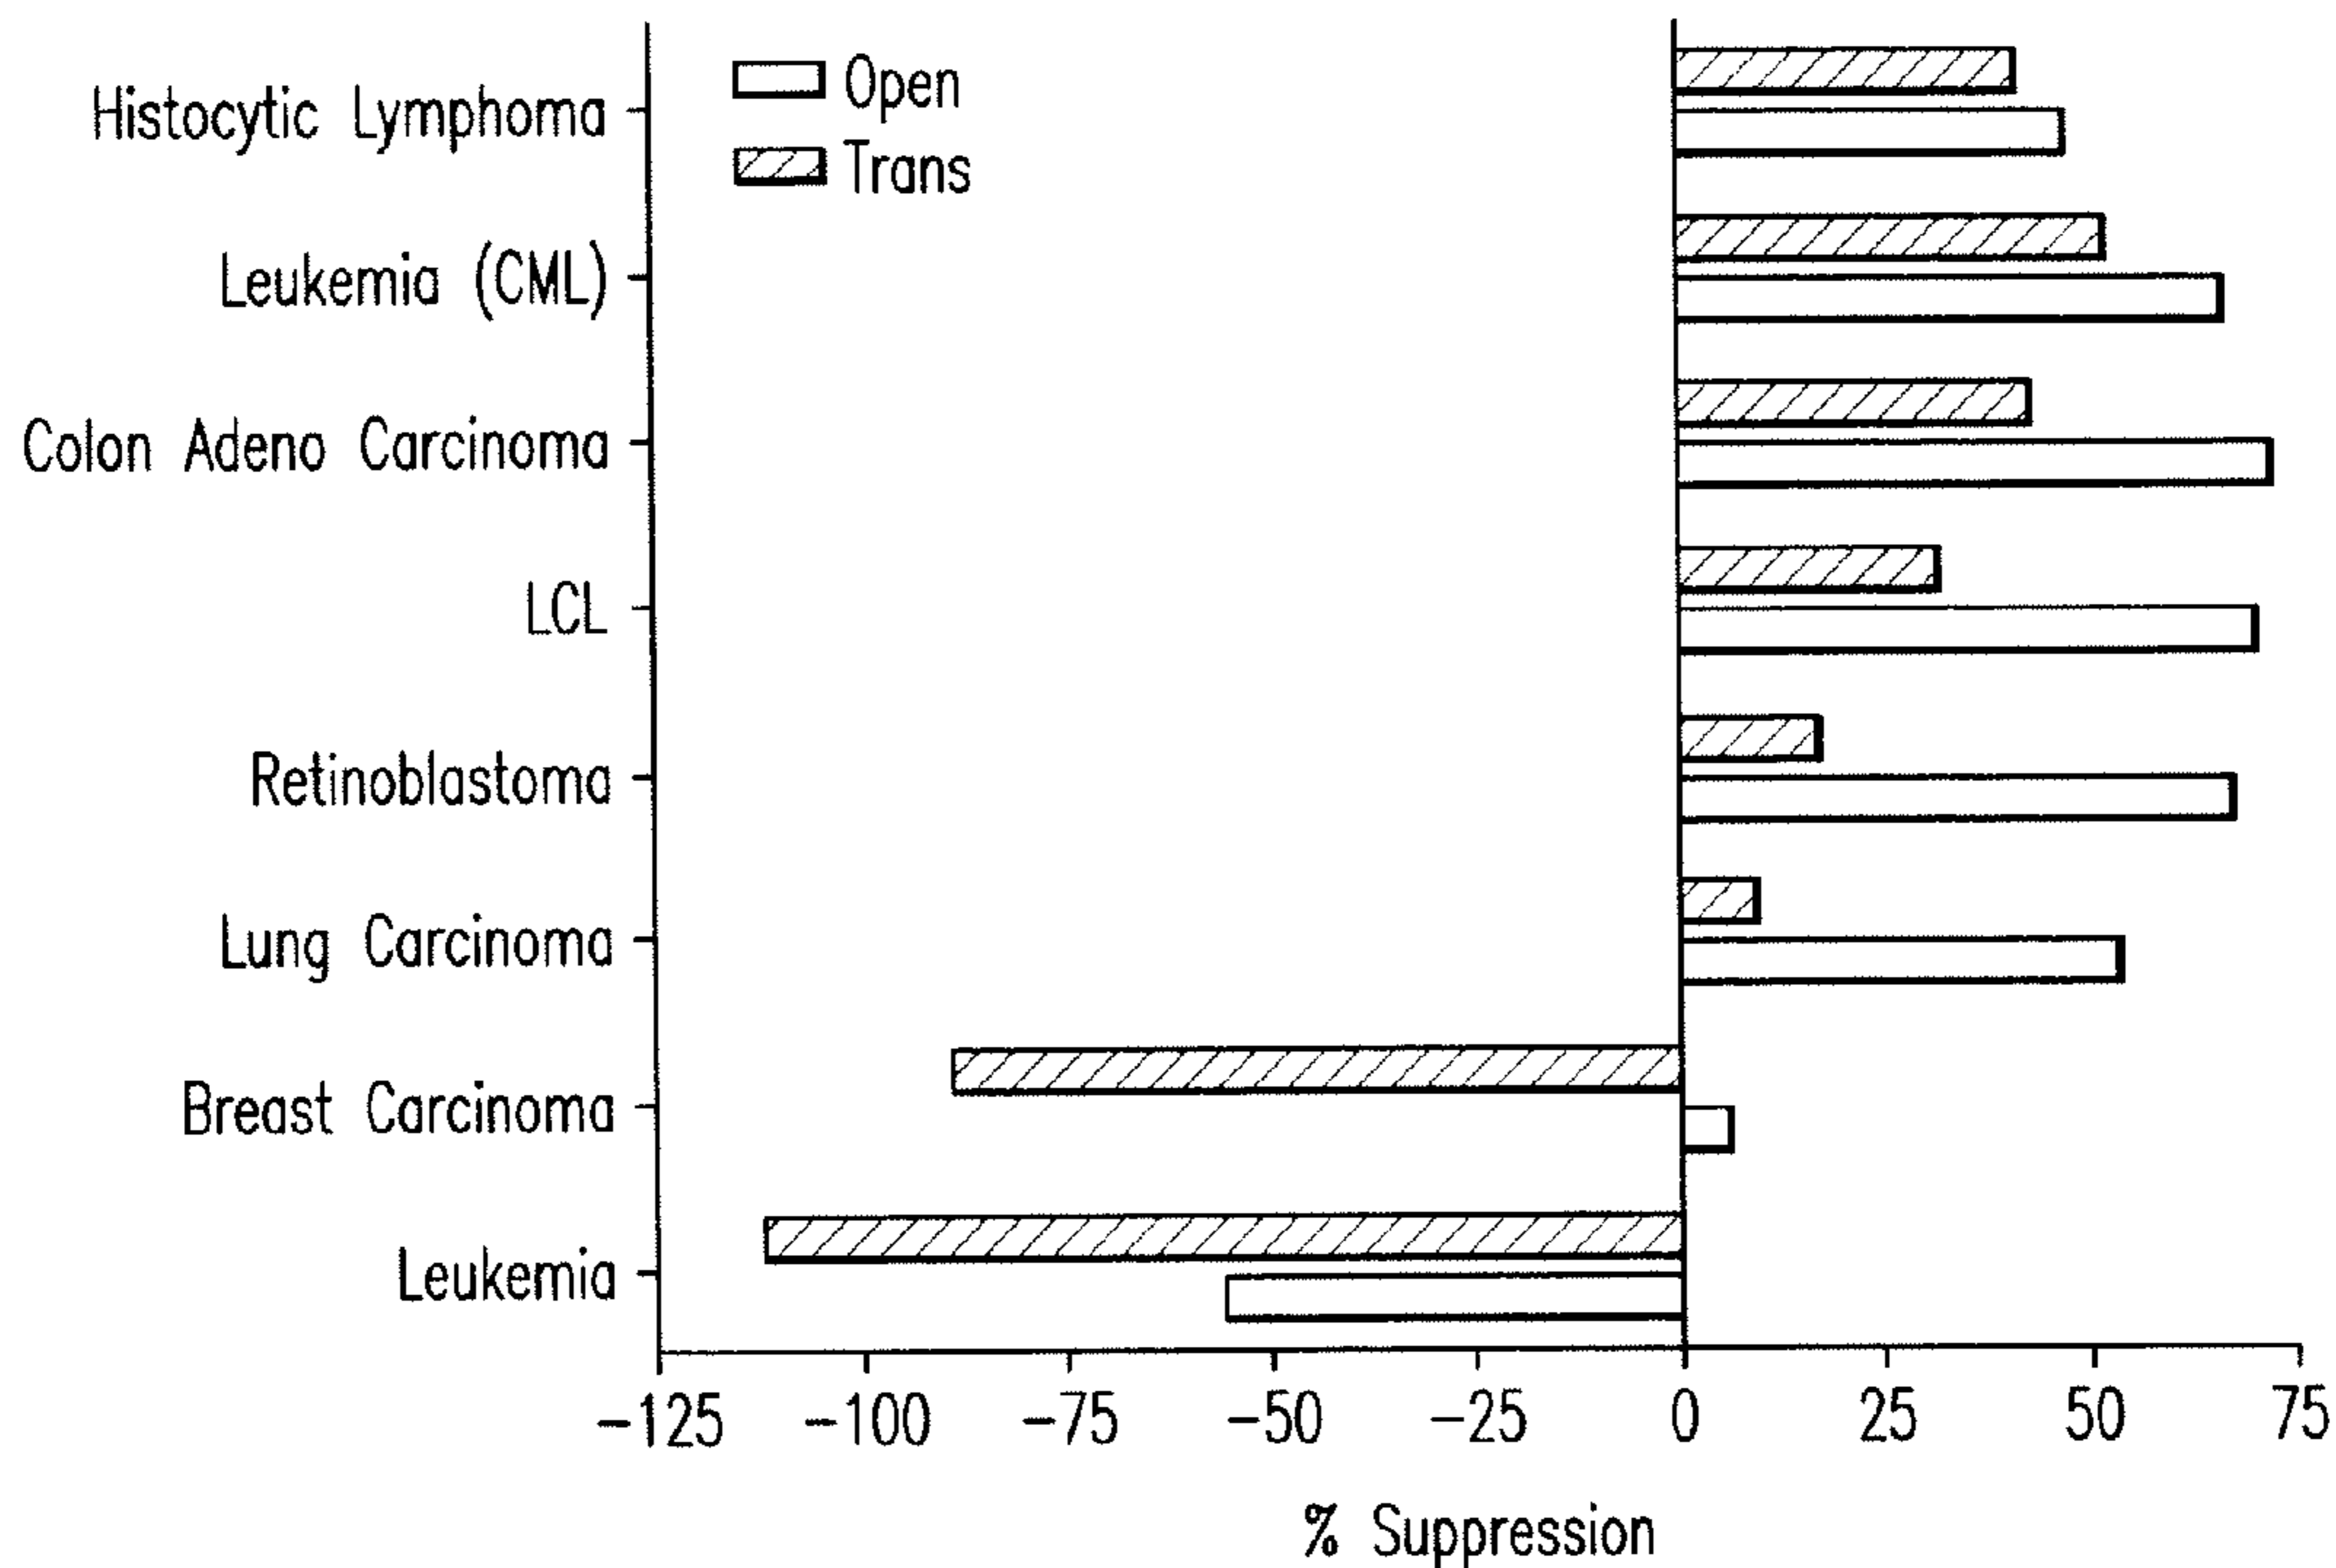 Open
Trans
Histocytic Lymphoma
Leukemia (CML)
Colon Adeno Carcinoma
LCL
Retinoblastoma
Lung Carcinoma
Breast Carcinoma
Leukemia
-125 -100 -75 -50 -25 0 25 50 75
% Suppression